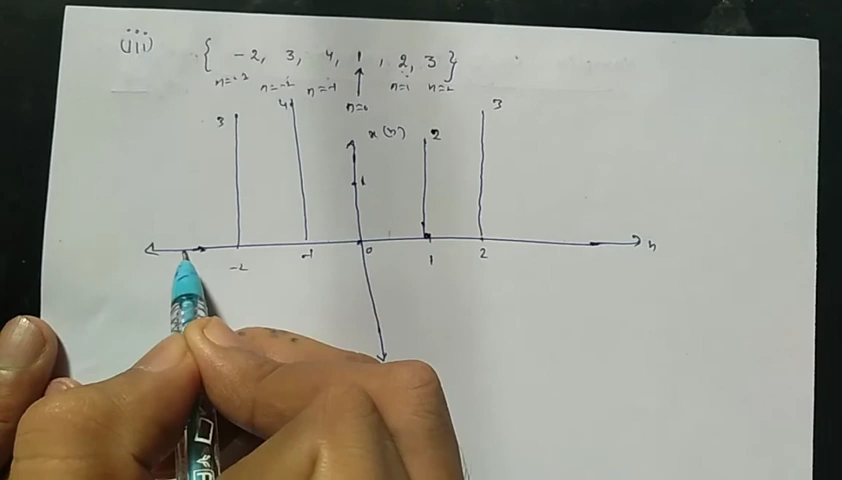 (iii) { -2, 3, 4, 1, 2, 3 }
n=-3 n=-2 n=-1 n=0 n=1 n=2
3 4 x(n) 2 3
1
-2 -1 0 1 2 n